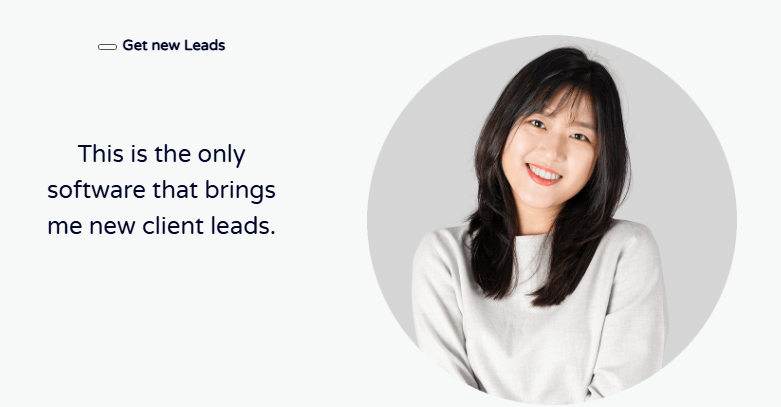 Get new Leads
This is the only
software that brings
me new client leads.